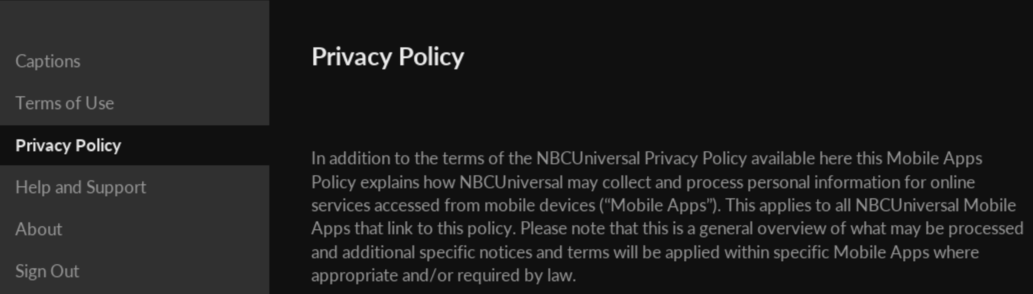 Captions
Terms of Use
Privacy Policy
Help and Support
About
Sign Out
Privacy Policy
In addition to the terms of the NBCUniversal Privacy Policy available here this Mobile Apps
Policy explains how NBCUniversal may collect and process personal information for online
services accessed from mobile devices (“Mobile Apps”). This applies to all NBCUniversal Mobile
Apps that link to this policy. Please note that this is a general overview of what may be processed
and additional specific notices and terms will be applied within specific Mobile Apps where
appropriate and/or required by law.